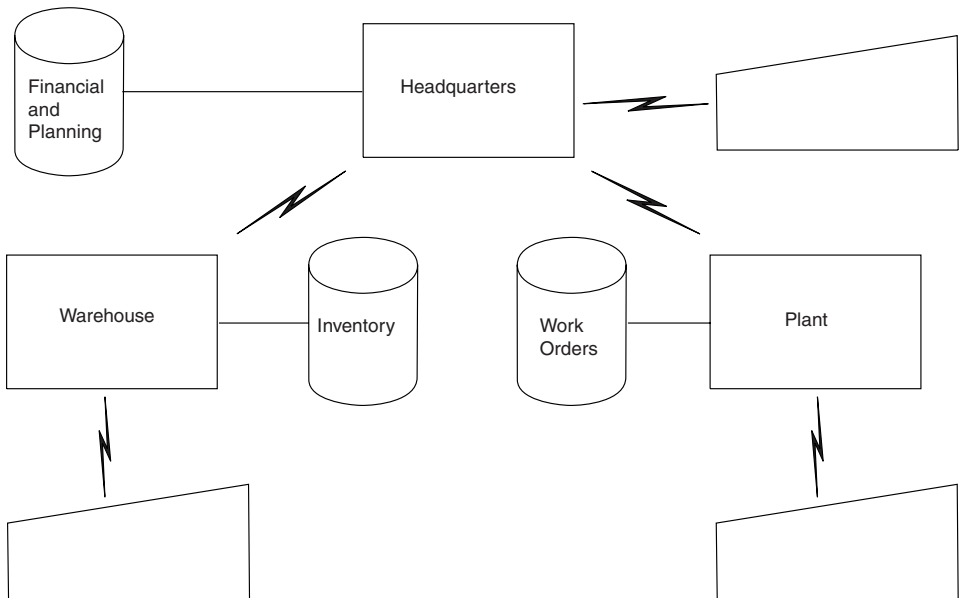 Financial
and
Planning
Headquarters
Warehouse
Inventory
Work
Orders
Plant